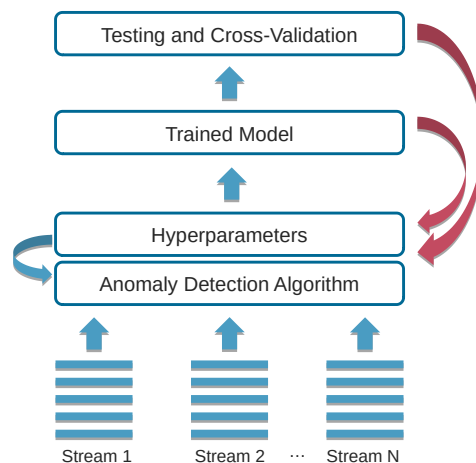 Testing and Cross-Validation
Trained Model
Hyperparameters
Anomaly Detection Algorithm
Stream 1 Stream 2 ... Stream N